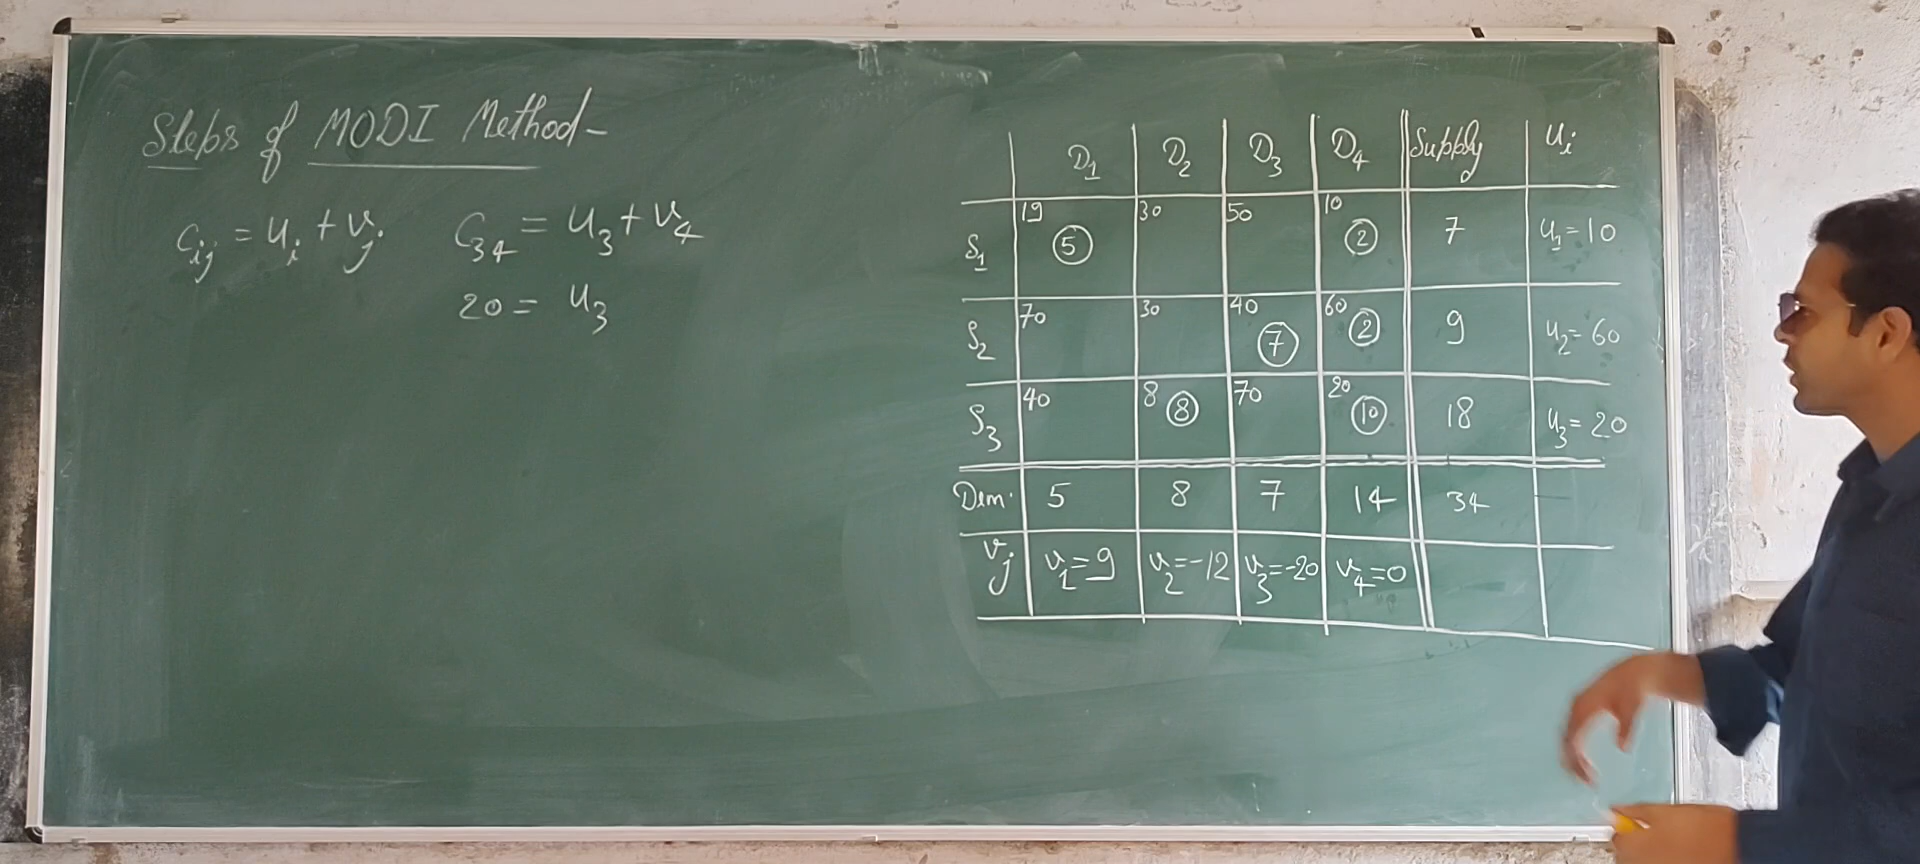 Steps of MODI Method-
Cij = ui + vj
C34 = u3 + v4
20 = u3
D1 D2 D3 D4 Supply ui
S1 19 5 30 50 10 2 7 u1=10
S2 70 30 40 7 60 2 9 u2=60
S3 40 8 8 70 20 10 18 u3=20
Dem. 5 8 7 14 34
vj v1=9 v2=-12 v3=-20 v4=0